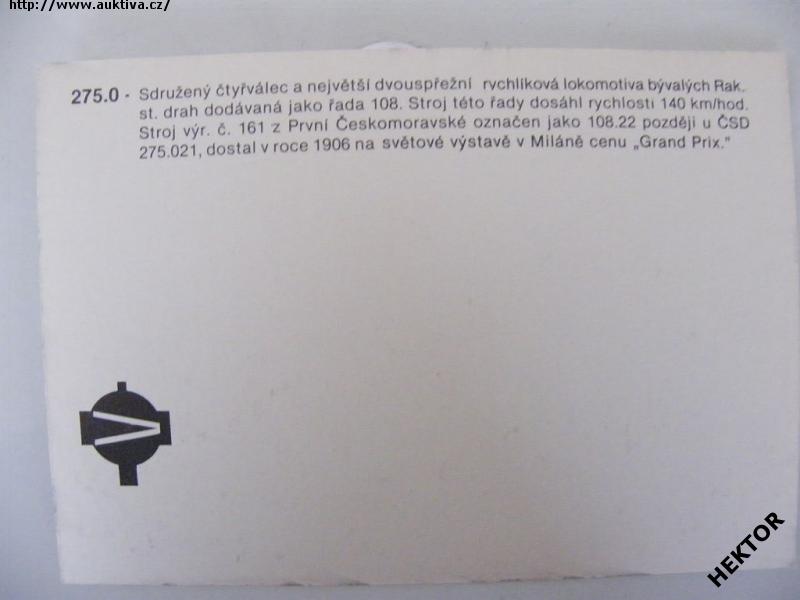 http://www.auktiva.cz/
275.0 - Sdružený čtyřválec a největší dvouspřežní rychlíková lokomotiva bývalých Rak.
st. drah dodávaná jako řada 108. Stroj této řady dosáhl rychlosti 140 km/hod.
Stroj výr. č. 161 z První Českomoravské označen jako 108.22 později u ČSD
275.021, dostal v roce 1906 na světové výstavě v Miláně cenu „Grand Prix."
HEKTOR